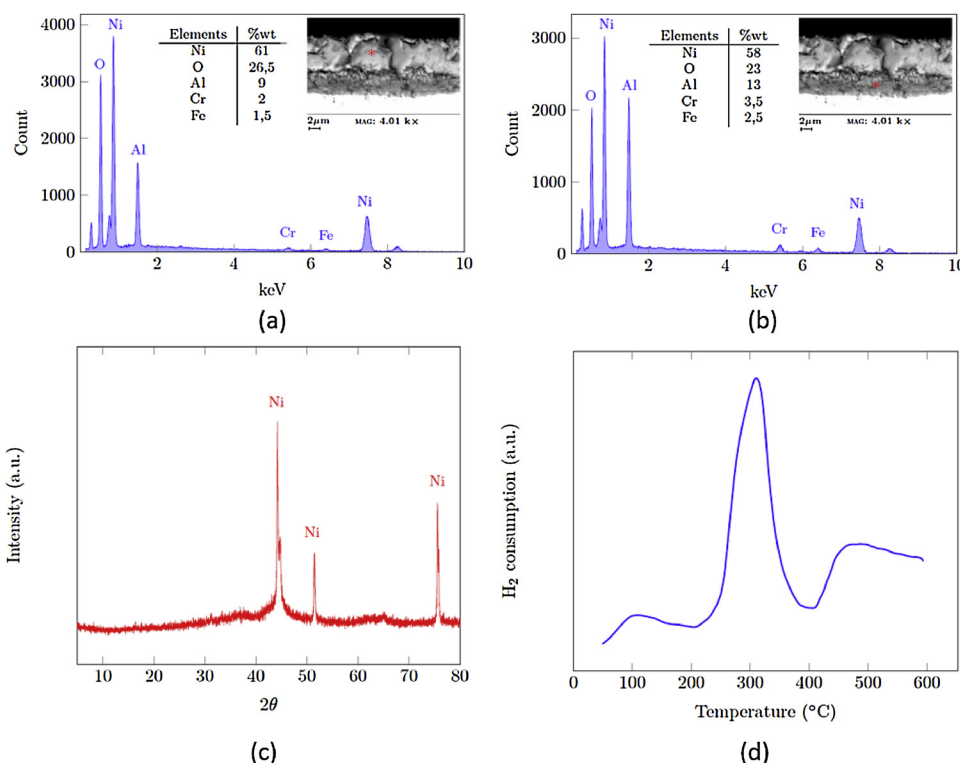 4000
3000
2000
1000
0
Count
Ni
O
Al
Cr
Fe
Ni
Elements %wt
Ni 61
O 26,5
Al 9
Cr 2
Fe 1,5
2μm MAG: 4.01 kx
2 4 6 8 10
keV
(a)
3000
2000
1000
0
Count
Ni
O
Al
Cr
Fe
Ni
Elements %wt
Ni 58
O 23
Al 13
Cr 3,5
Fe 2,5
2μm MAG: 4.01 kx
2 4 6 8 10
keV
(b)
Intensity (a.u.)
Ni
Ni
Ni
10 20 30 40 50 60 70 80
2θ
(c)
H₂ consumption (a.u.)
0 100 200 300 400 500 600
Temperature (°C)
(d)